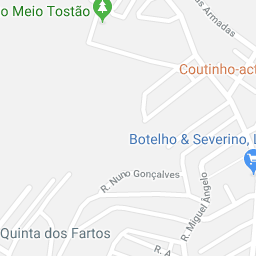 o Meio Tostão
as Armadas
Coutinho-act
Botelho & Severino, L
R. Nuno Gonçalves
R. Miguel Ângelo
Quinta dos Fartos
R. A